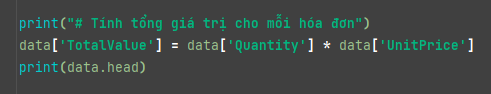 print("# Tính tổng giá trị cho mỗi hóa đơn")
data['TotalValue'] = data['Quantity'] * data['UnitPrice']
print(data.head)